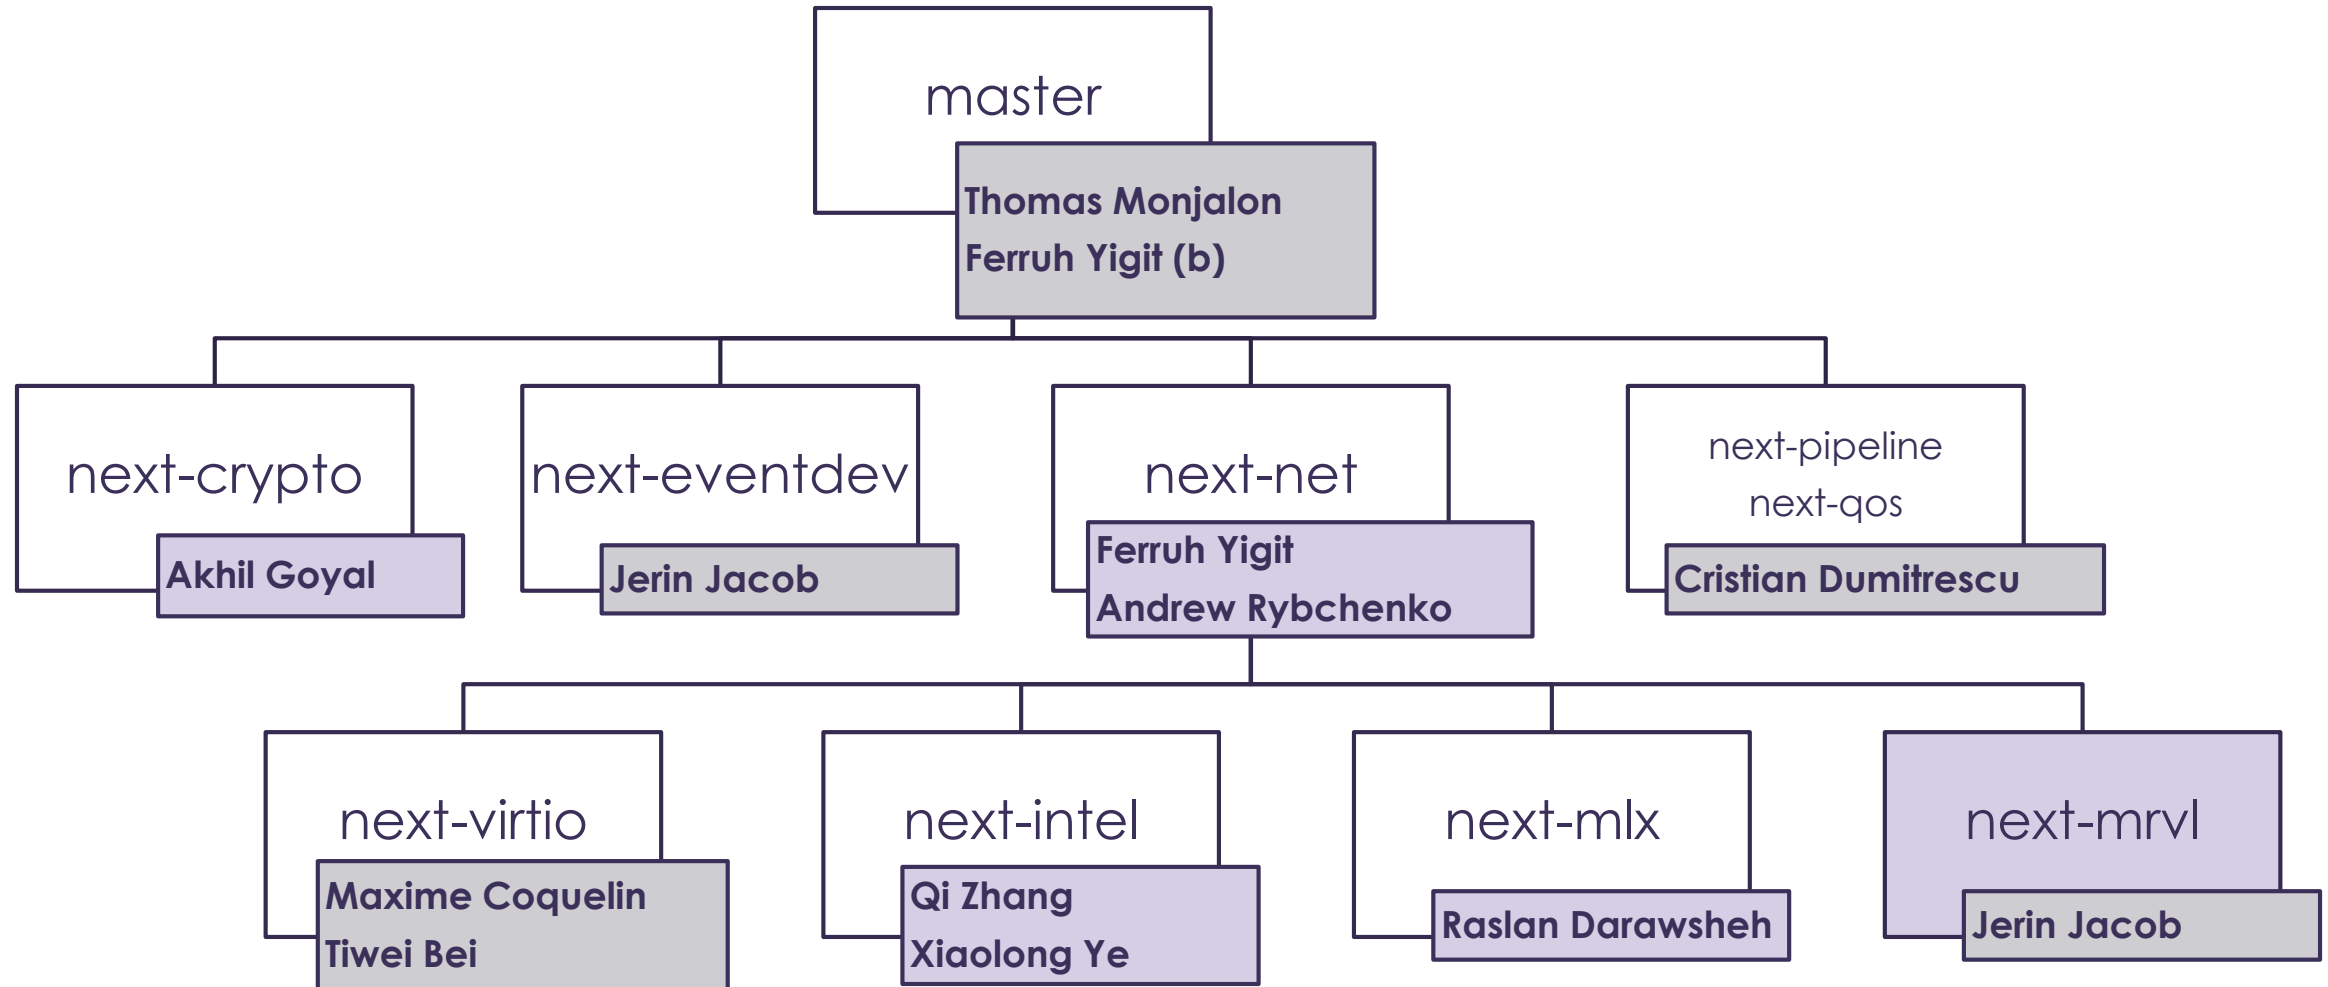 master
Thomas Monjalon
Ferruh Yigit (b)
next-crypto
Akhil Goyal
next-eventdev
Jerin Jacob
next-net
Ferruh Yigit
Andrew Rybchenko
next-pipeline
next-qos
Cristian Dumitrescu
next-virtio
Maxime Coquelin
Tiwei Bei
next-intel
Qi Zhang
Xiaolong Ye
next-mlx
Raslan Darawsheh
next-mrvl
Jerin Jacob